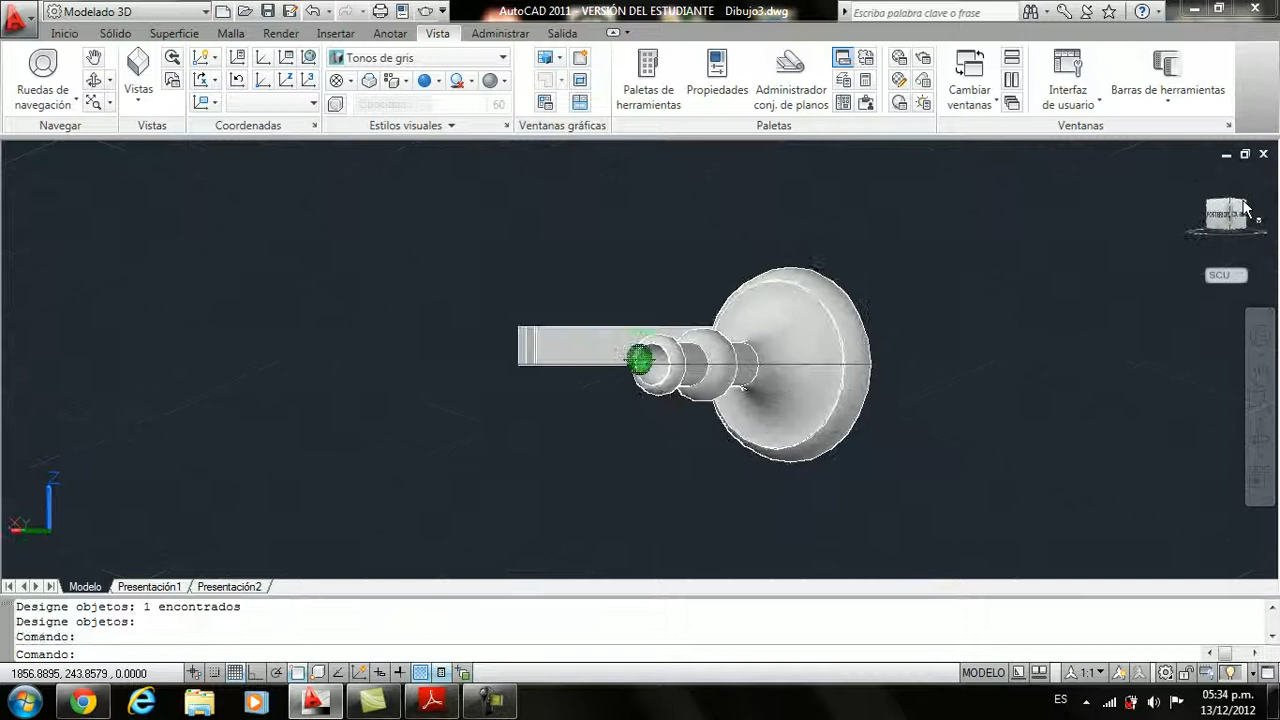 Modelado 3D
AutoCAD 2011 - VERSIÓN DEL ESTUDIANTE Dibujo3.dwg
Escriba palabra clave o frase
Inicio Sólido Superficie Malla Render Insertar Anotar Vista Administrar Salida
Ruedas de navegación
Vistas
Tonos de gris
60
Paletas de herramientas
Propiedades
Administrador conj. de planos
Cambiar ventanas
Interfaz de usuario
Barras de herramientas
Navegar Vistas Coordenadas Estilos visuales Ventanas gráficas Paletas Ventanas
SCU
Z
X Y
Modelo Presentación1 Presentación2
Designe objetos: 1 encontrados
Designe objetos:
Comando:
Comando:
1856.8895, 243.8579 , 0.0000
MODELO
1:1
ES
05:34 p.m.
13/12/2012